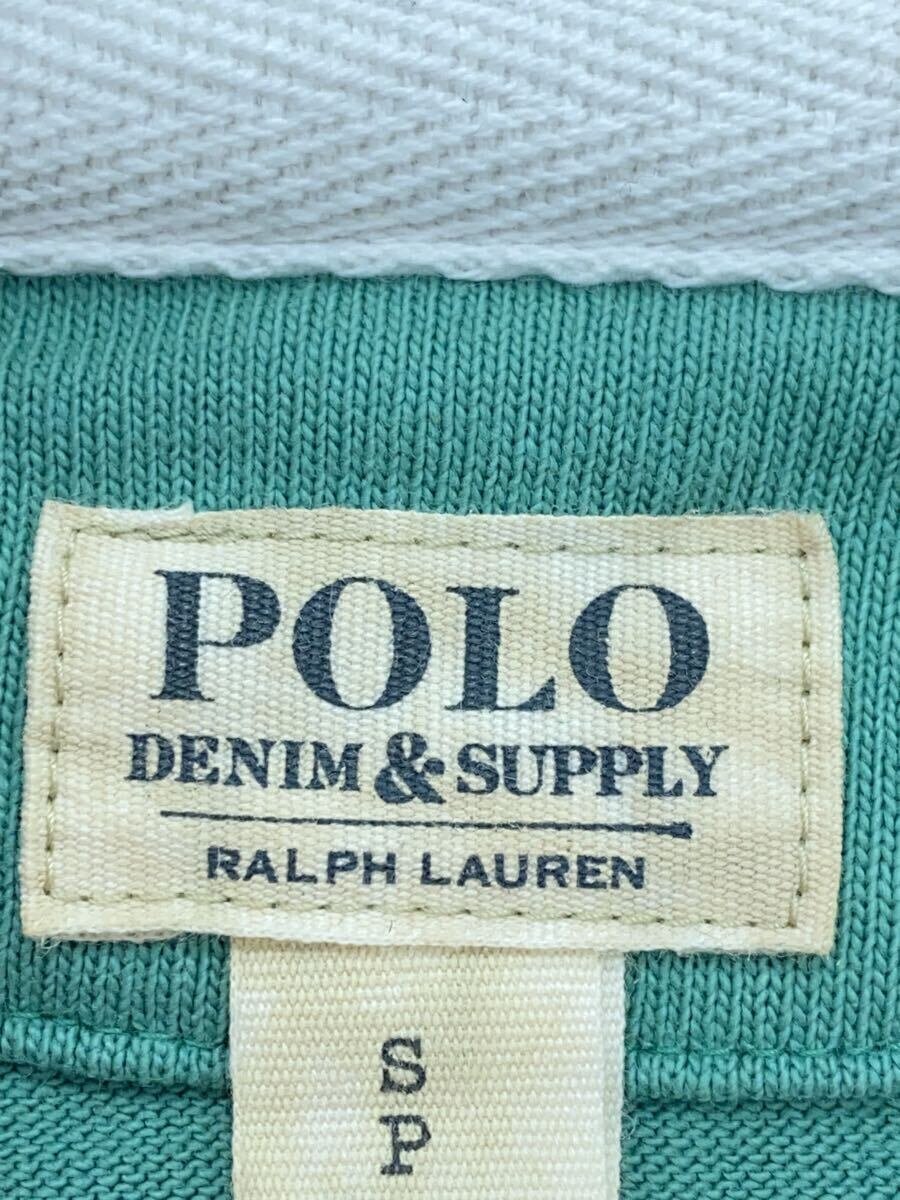 POLO
DENIM & SUPPLY
RALPH LAUREN
S
P